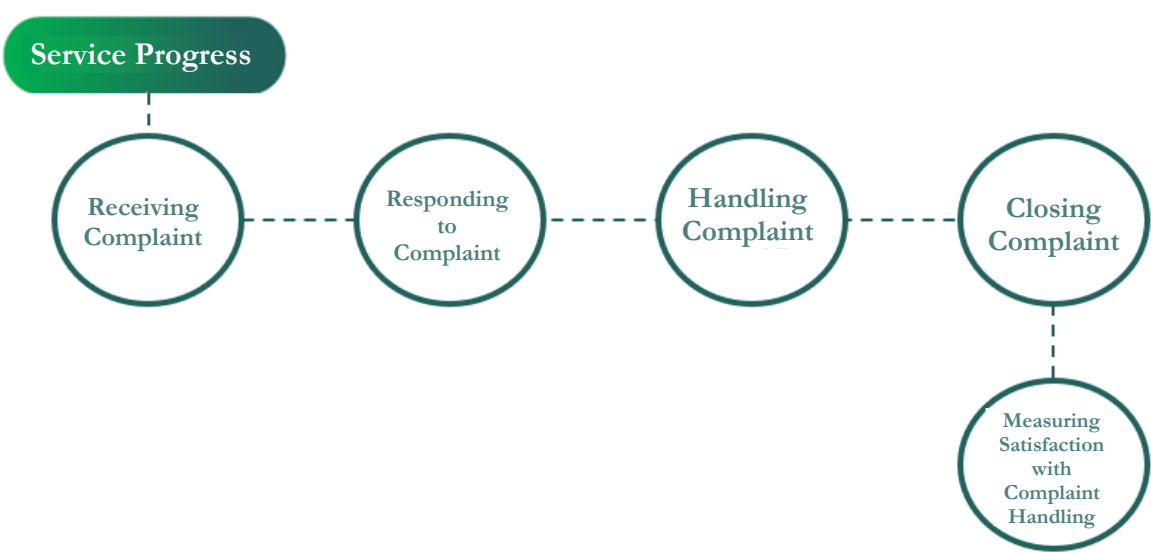 Service Progress
Receiving
Complaint
Responding
to
Complaint
Handling
Complaint
Closing
Complaint
Measuring
Satisfaction
with
Complaint
Handling